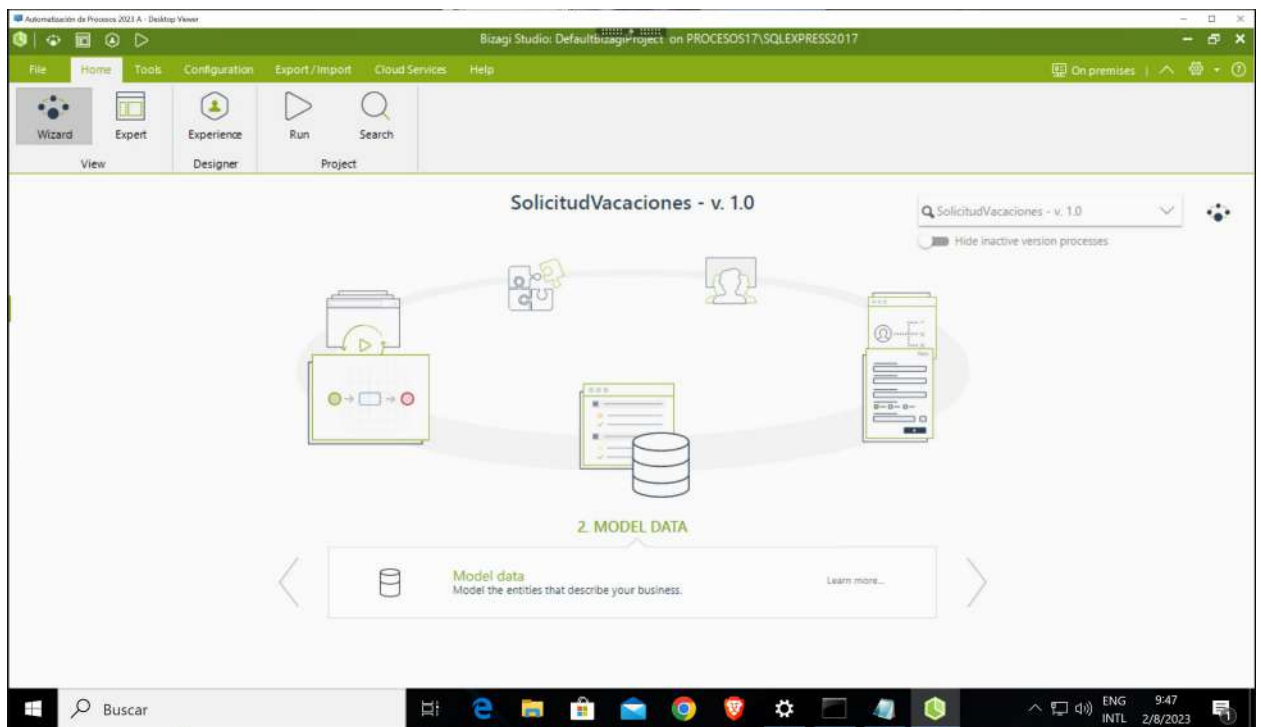 Automatización de Procesos 2023 A - Desktop Viewer
Bizagi Studio: DefaultbizagiProject on PROCESOS17\SQLEXPRESS2017
File Home Tools Configuration Export/Import Cloud Services Help
On premises
Wizard Expert Experience Run Search
View Designer Project
SolicitudVacaciones - v. 1.0
SolicitudVacaciones - v. 1.0
Hide inactive version processes
2. MODEL DATA
Model data
Model the entities that describe your business.
Learn more...
Buscar
ENG 9:47
INTL 2/8/2023
1